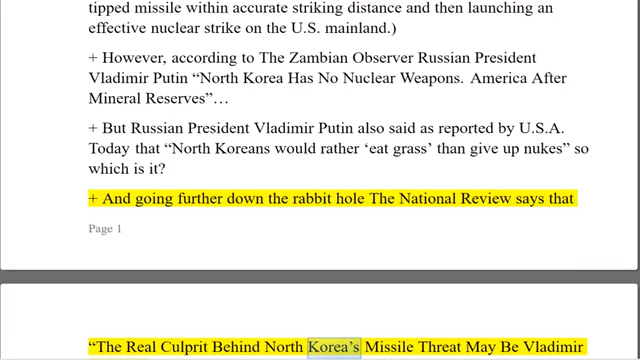 tipped missile within accurate striking distance and then launching an
effective nuclear strike on the U.S. mainland.)
+ However, according to The Zambian Observer Russian President
Vladimir Putin “North Korea Has No Nuclear Weapons. America After
Mineral Reserves”…
+ But Russian President Vladimir Putin also said as reported by U.S.A.
Today that “North Koreans would rather ‘eat grass’ than give up nukes” so
which is it?
+ And going further down the rabbit hole The National Review says that
Page 1
“The Real Culprit Behind North Korea’s Missile Threat May Be Vladimir